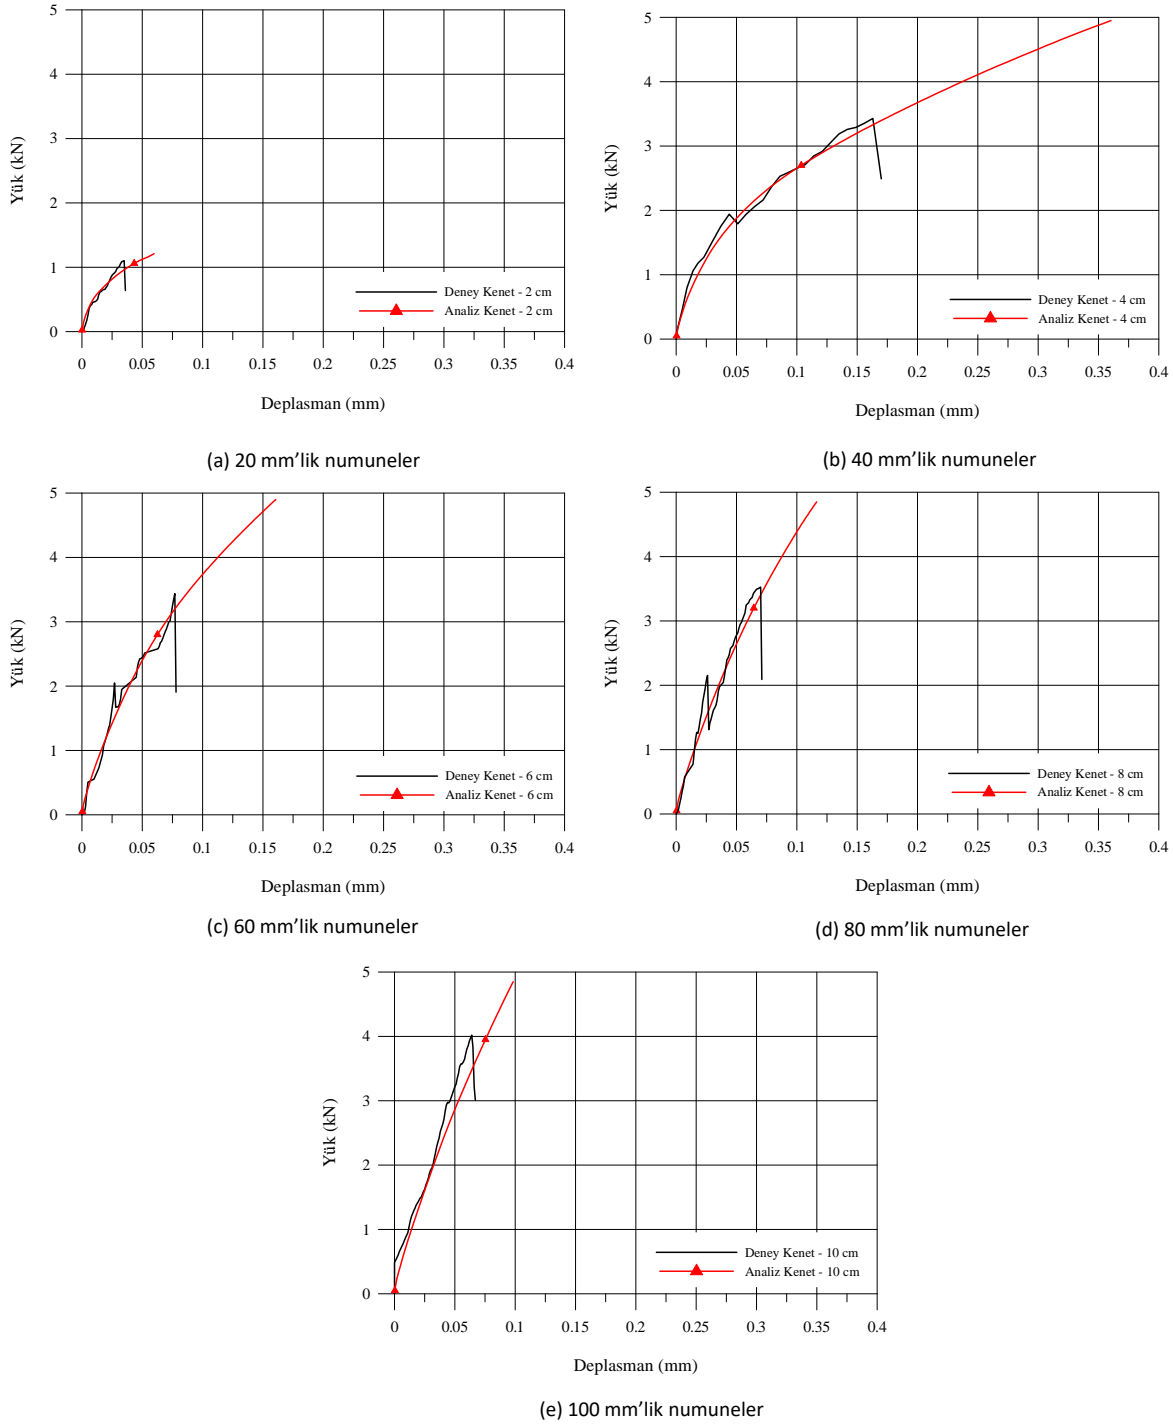 5
4
3
2
1
0
Yük (kN)
0 0.05 0.1 0.15 0.2 0.25 0.3 0.35 0.4
Deplasman (mm)
Deney Kenet - 2 cm
Analiz Kenet - 2 cm
(a) 20 mm’lik numuneler
5
4
3
2
1
0
Yük (kN)
0 0.05 0.1 0.15 0.2 0.25 0.3 0.35 0.4
Deplasman (mm)
Deney Kenet - 4 cm
Analiz Kenet - 4 cm
(b) 40 mm’lik numuneler
5
4
3
2
1
0
Yük (kN)
0 0.05 0.1 0.15 0.2 0.25 0.3 0.35 0.4
Deplasman (mm)
Deney Kenet - 6 cm
Analiz Kenet - 6 cm
(c) 60 mm’lik numuneler
5
4
3
2
1
0
Yük (kN)
0 0.05 0.1 0.15 0.2 0.25 0.3 0.35 0.4
Deplasman (mm)
Deney Kenet - 8 cm
Analiz Kenet - 8 cm
(d) 80 mm’lik numuneler
5
4
3
2
1
0
Yük (kN)
0 0.05 0.1 0.15 0.2 0.25 0.3 0.35 0.4
Deplasman (mm)
Deney Kenet - 10 cm
Analiz Kenet - 10 cm
(e) 100 mm’lik numuneler